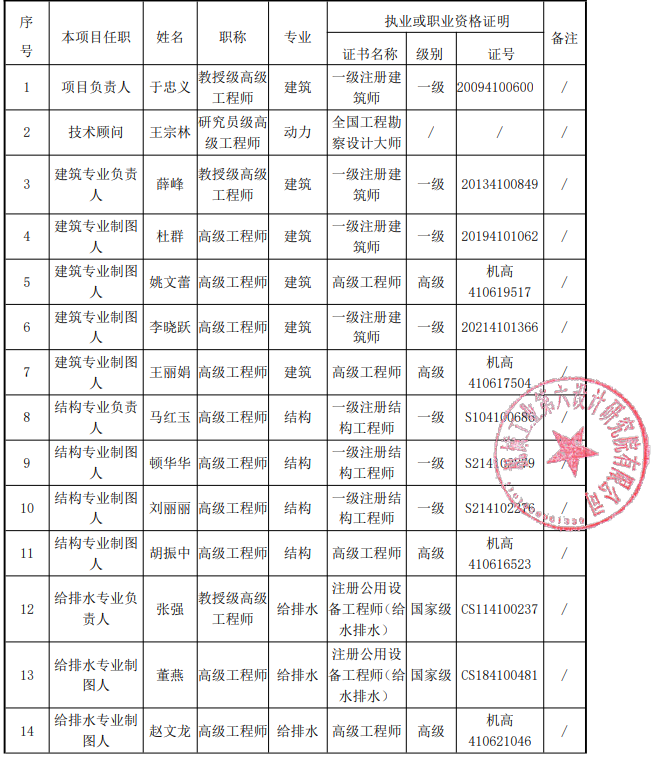 序号 本项目任职 姓名 职称 专业 执业或职业资格证明 备注
证书名称 级别 证号
1 项目负责人 于忠义 教授级高级工程师 建筑 一级注册建筑师 一级 20094100600 /
2 技术顾问 王宗林 研究员级高级工程师 动力 全国工程勘察设计大师 / / /
3 建筑专业负责人 薛峰 教授级高级工程师 建筑 一级注册建筑师 一级 20134100849 /
4 建筑专业制图人 杜群 高级工程师 建筑 一级注册建筑师 一级 20194101062 /
5 建筑专业制图人 姚文蕾 高级工程师 建筑 高级工程师 高级 机高410619517 /
6 建筑专业制图人 李晓跃 高级工程师 建筑 一级注册建筑师 一级 20214101366 /
7 建筑专业制图人 王丽娟 高级工程师 建筑 高级工程师 高级 机高410617504 /
8 结构专业负责人 马红玉 高级工程师 结构 一级注册结构工程师 一级 S104100686 /
9 结构专业制图人 顿华华 高级工程师 结构 一级注册结构工程师 一级 /
10 结构专业制图人 刘丽丽 高级工程师 结构 一级注册结构工程师 一级 S214102276 /
11 结构专业制图人 胡振中 高级工程师 结构 高级工程师 高级 机高410616523 /
12 给排水专业负责人 张强 教授级高级工程师 给排水 注册公用设备工程师（给水排水） 国家级 CS114100237 /
13 给排水专业制图人 董燕 高级工程师 给排水 注册公用设备工程师（给水排水） 国家级 CS184100481 /
14 给排水专业制图人 赵文龙 高级工程师 给排水 高级工程师 高级 机高410621046 /
工业第六设计研究院有限公司